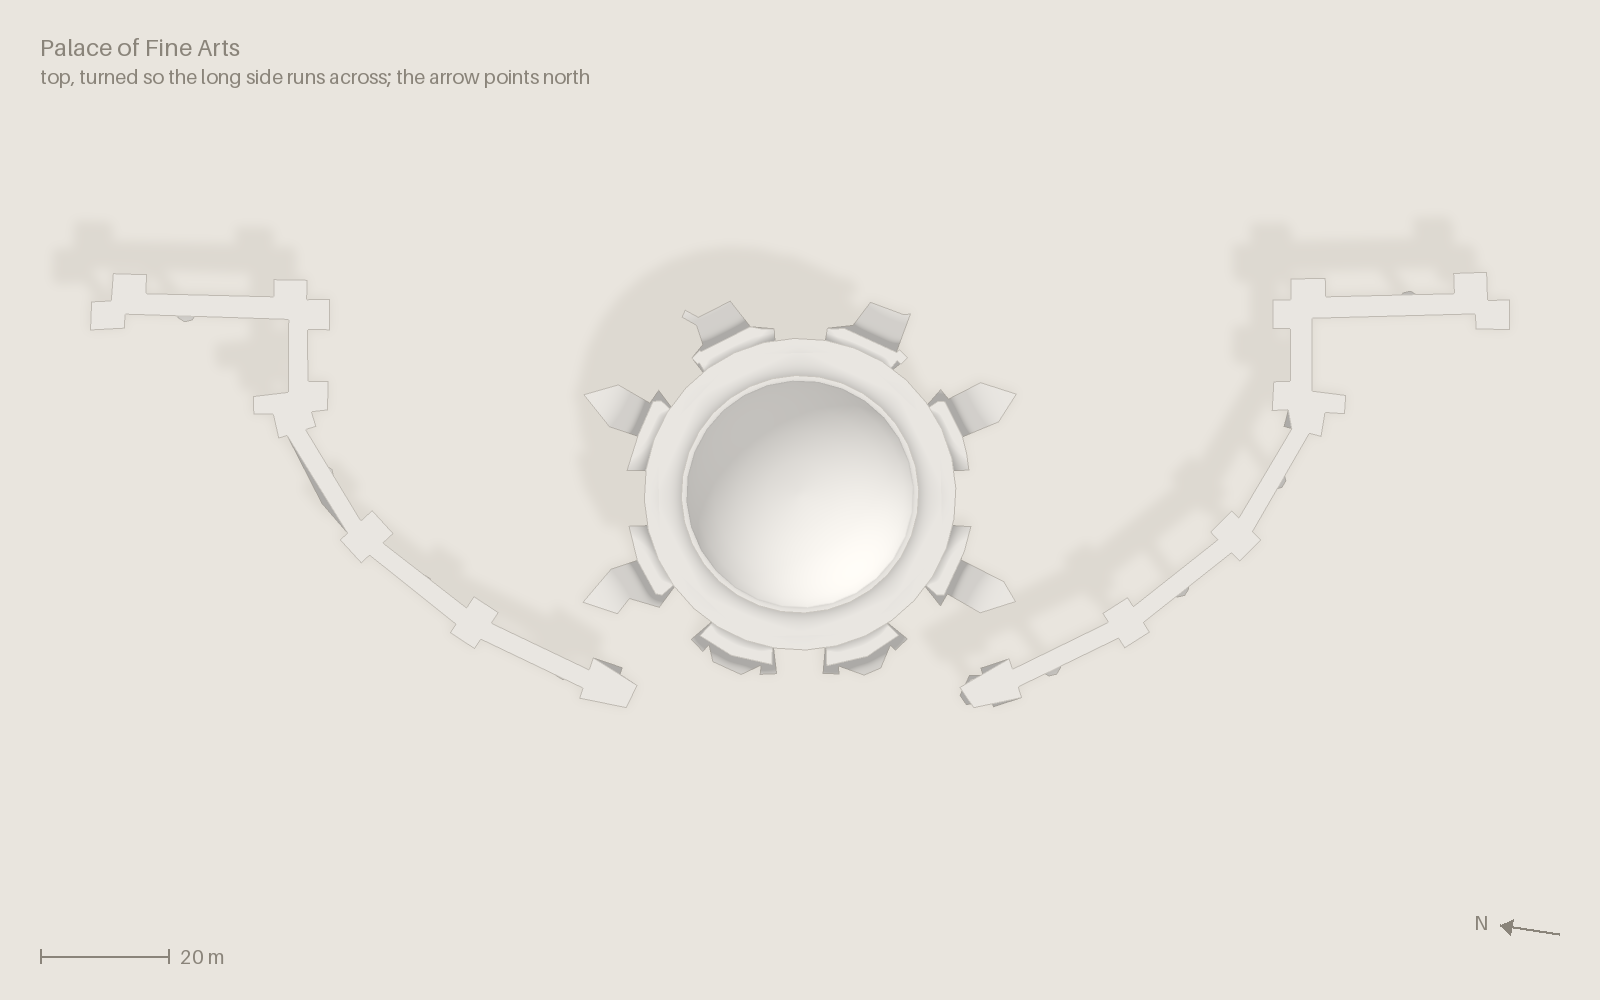 Palace of Fine Arts
top, turned so the long side runs across; the arrow points north
N
20 m